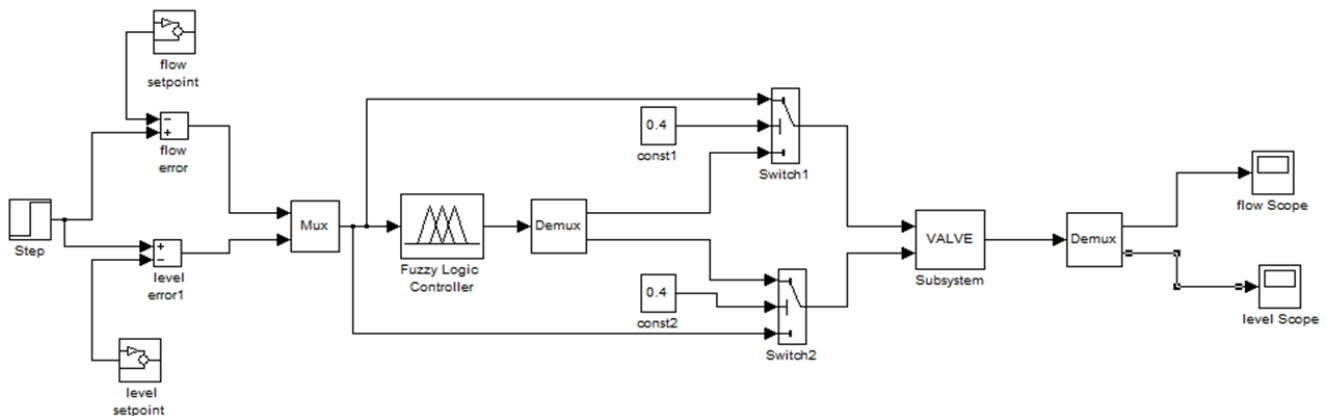 flow
setpoint
flow
error
Step
level
error1
level
setpoint
Mux
Fuzzy Logic
Controller
Demux
0.4
const1
Switch1
0.4
const2
Switch2
VALVE
Subsystem
Demux
flow Scope
level Scope